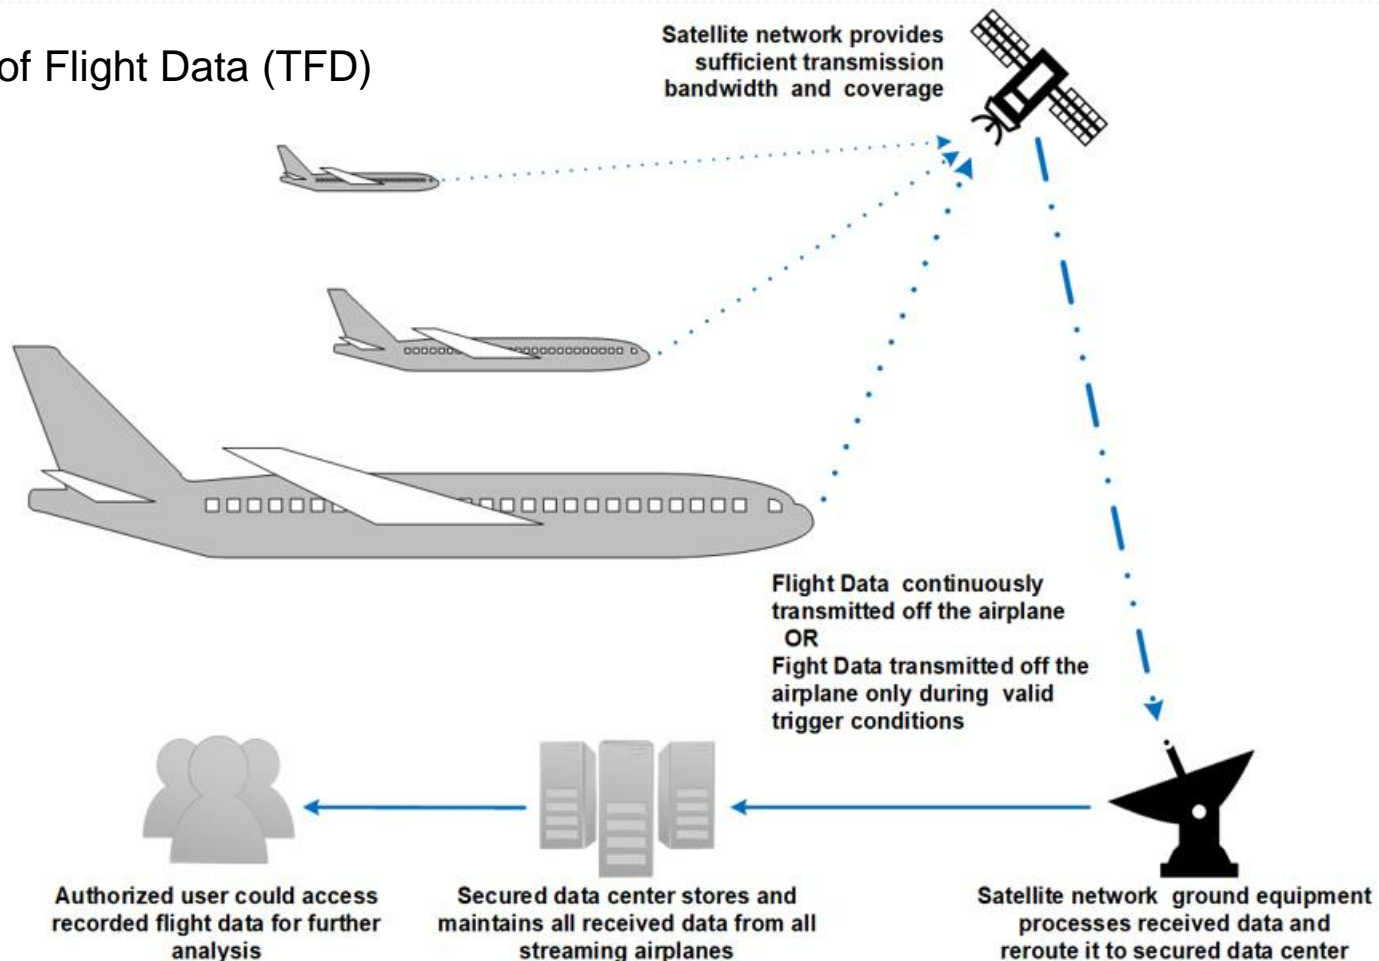 of Flight Data (TFD)
Satellite network provides
sufficient transmission
bandwidth and coverage
Flight Data continuously
transmitted off the airplane
OR
Fight Data transmitted off the
airplane only during valid
trigger conditions
Authorized user could access
recorded flight data for further
analysis
Secured data center stores and
maintains all received data from all
streaming airplanes
Satellite network ground equipment
processes received data and
reroute it to secured data center